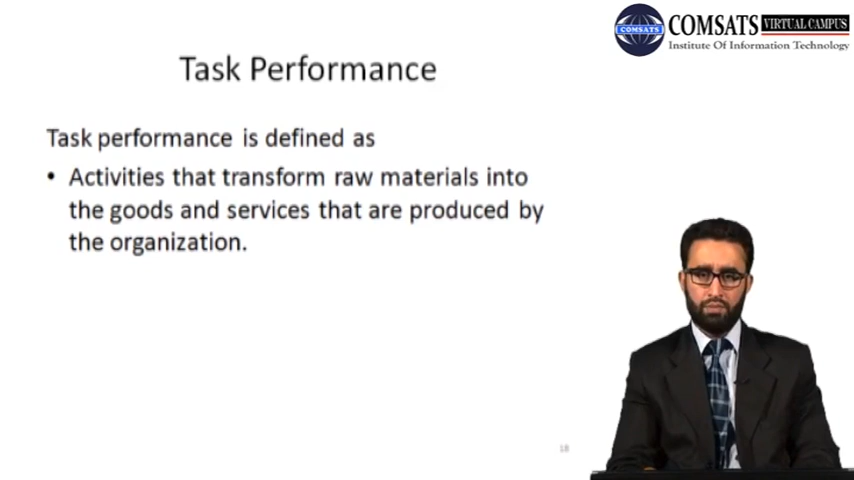 COMSATS VIRTUAL CAMPUS
COMSATS
Institute Of Information Technology
Task Performance
Task performance is defined as
• Activities that transform raw materials into
the goods and services that are produced by
the organization.
18